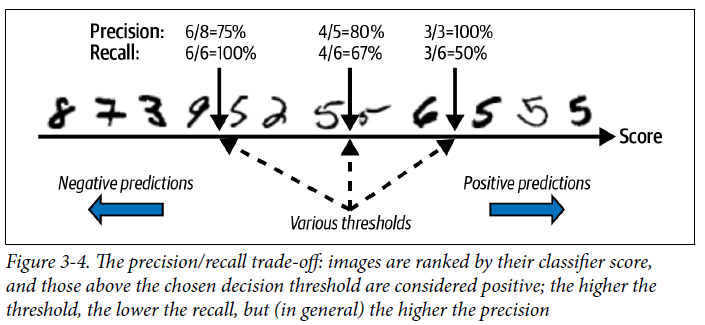 Precision: 6/8=75% 4/5=80% 3/3=100%
Recall: 6/6=100% 4/6=67% 3/6=50%
8 7 3 9 5 2 5 5 6 5 5 5
Score
Negative predictions
Positive predictions
Various thresholds
Figure 3-4. The precision/recall trade-off: images are ranked by their classifier score,
and those above the chosen decision threshold are considered positive; the higher the
threshold, the lower the recall, but (in general) the higher the precision